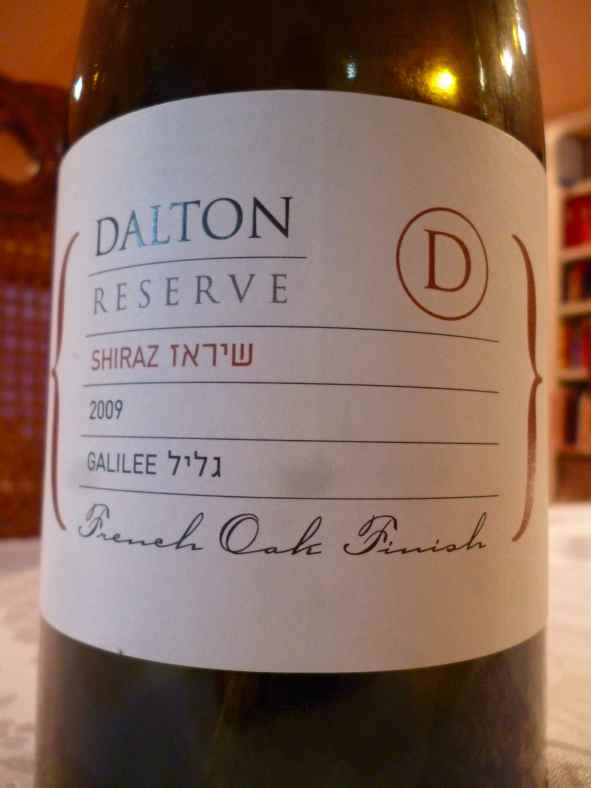 DALTON
D
RESERVE
SHIRAZ שיראז
2009
GALILEE גליל
French Oak Finish